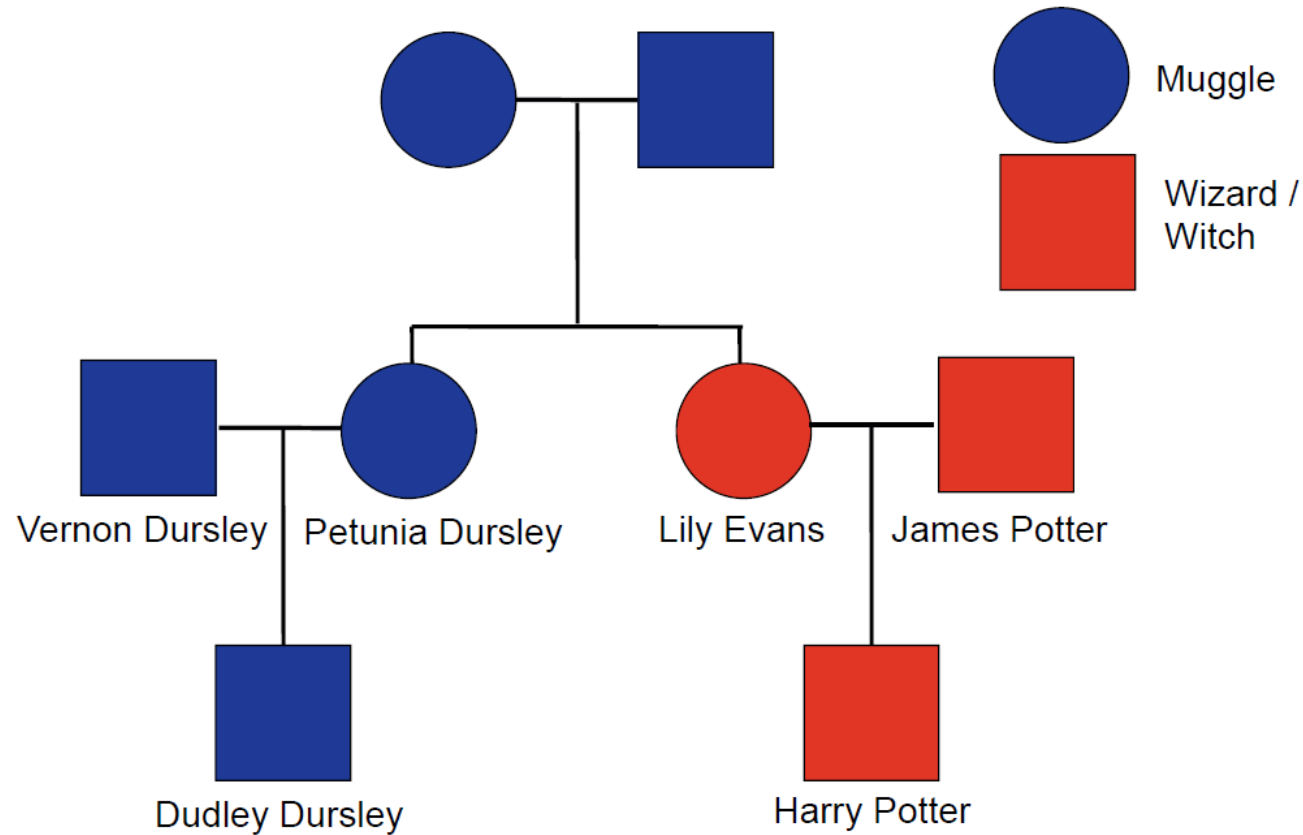 Muggle
Wizard /
Witch
Vernon Dursley
Petunia Dursley
Lily Evans
James Potter
Dudley Dursley
Harry Potter